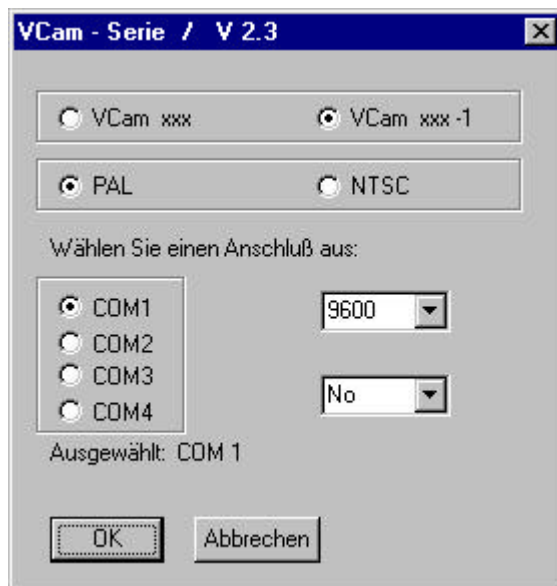 VCam - Serie / V 2.3
VCam xxx VCam xxx -1
PAL NTSC
Wählen Sie einen Anschluß aus:
COM1 9600
COM2
COM3 No
COM4
Ausgewählt: COM 1
OK Abbrechen